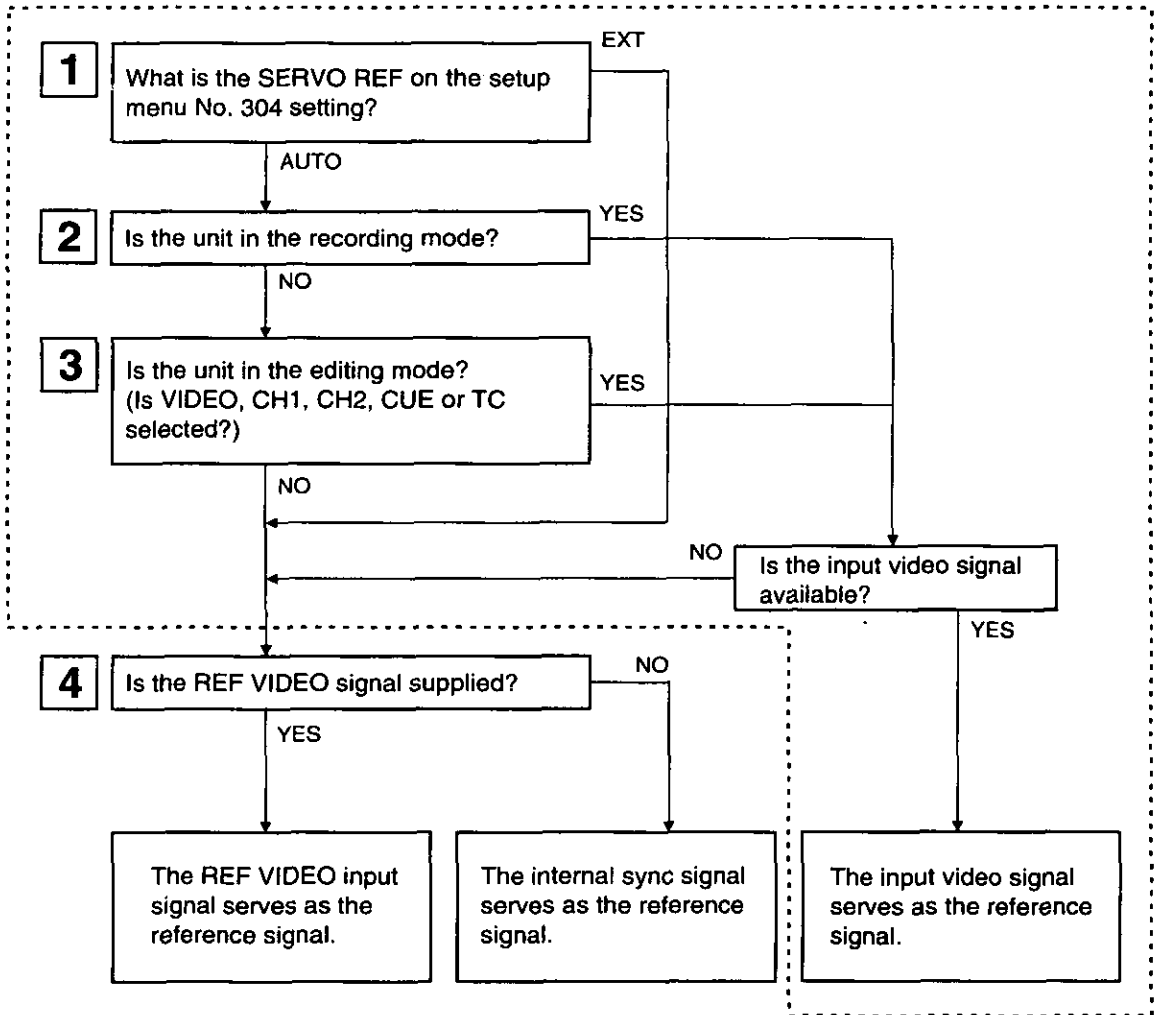 EXT
1
What is the SERVO REF on the setup
menu No. 304 setting?
AUTO
2
Is the unit in the recording mode?
YES
NO
3
Is the unit in the editing mode?
(Is VIDEO, CH1, CH2, CUE or TC
selected?)
YES
NO
NO
Is the input video signal
available?
YES
4
Is the REF VIDEO signal supplied?
NO
YES
The REF VIDEO input
signal serves as the
reference signal.
The internal sync signal
serves as the reference
signal.
The input video signal
serves as the reference
signal.